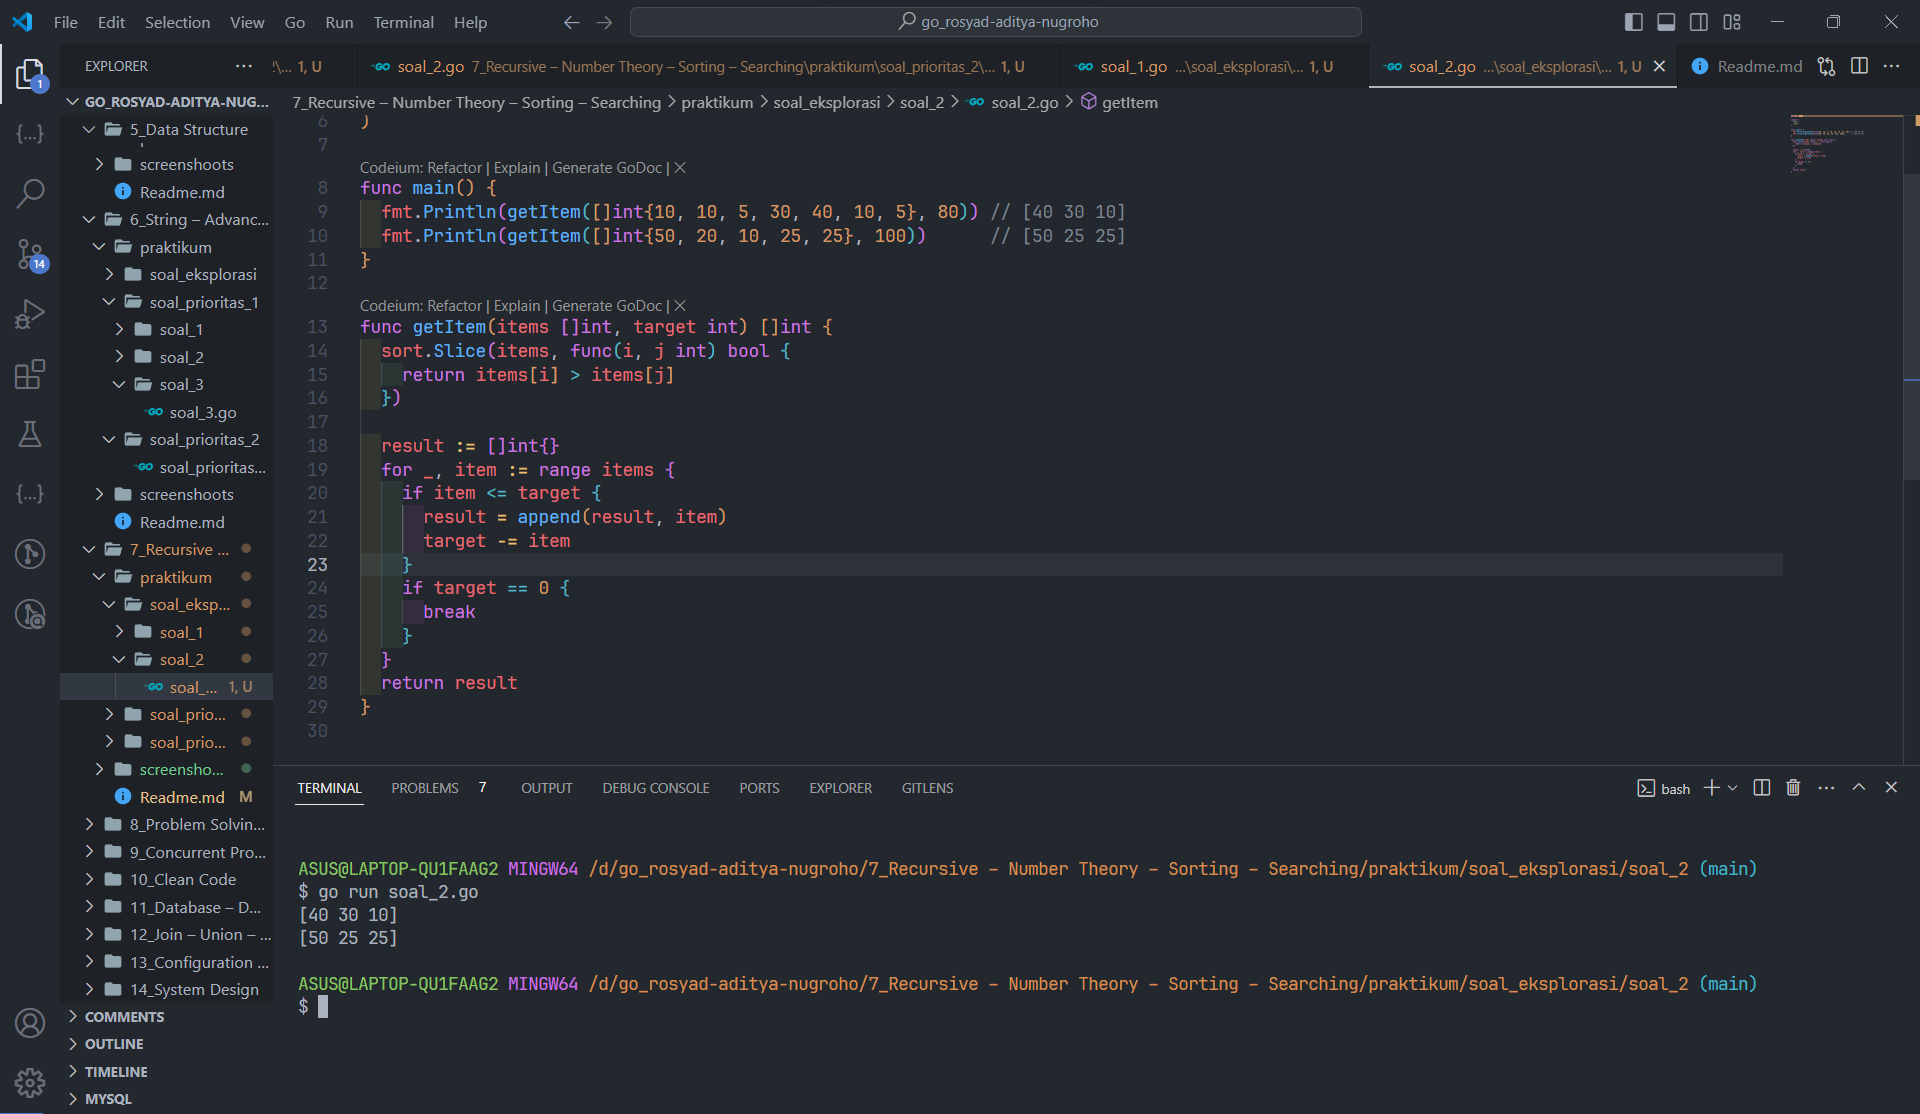 File Edit Selection View Go Run Terminal Help
go_rosyad-aditya-nugroho
EXPLORER
1, U
soal_2.go 7_Recursive – Number Theory – Sorting – Searching\praktikum\soal_prioritas_2\... 1, U
soal_1.go ...\soal_eksplorasi\... 1, U
soal_2.go ...\soal_eksplorasi\... 1, U
Readme.md
1
14
GO_ROSYAD-ADITYA-NUG...
5_Data Structure
screenshoots
Readme.md
6_String – Advanc...
praktikum
soal_eksplorasi
soal_prioritas_1
soal_1
soal_2
soal_3
soal_3.go
soal_prioritas_2
soal_prioritas...
screenshoots
Readme.md
7_Recursive ...
praktikum
soal_eksp...
soal_1
soal_2
soal_... 1, U
soal_prio...
soal_prio...
screensho...
Readme.md M
8_Problem Solvin...
9_Concurrent Pro...
10_Clean Code
11_Database – D...
12_Join – Union – ...
13_Configuration ...
14_System Design
COMMENTS
OUTLINE
TIMELINE
MYSQL
7_Recursive – Number Theory – Sorting – Searching > praktikum > soal_eksplorasi > soal_2 > soal_2.go > getItem
6 )
7
Codeium: Refactor | Explain | Generate GoDoc | ×
8 func main() {
9 fmt.Println(getItem([]int{10, 10, 5, 30, 40, 10, 5}, 80)) // [40 30 10]
10 fmt.Println(getItem([]int{50, 20, 10, 25, 25}, 100)) // [50 25 25]
11 }
12
Codeium: Refactor | Explain | Generate GoDoc | ×
13 func getItem(items []int, target int) []int {
14 sort.Slice(items, func(i, j int) bool {
15 return items[i] > items[j]
16 })
17
18 result := []int{}
19 for _, item := range items {
20 if item <= target {
21 result = append(result, item)
22 target -= item
23 }
24 if target == 0 {
25 break
26 }
27 }
28 return result
29 }
30
TERMINAL PROBLEMS 7 OUTPUT DEBUG CONSOLE PORTS EXPLORER GITLENS
bash
ASUS@LAPTOP-QU1FAAG2 MINGW64 /d/go_rosyad-aditya-nugroho/7_Recursive – Number Theory – Sorting – Searching/praktikum/soal_eksplorasi/soal_2 (main)
$ go run soal_2.go
[40 30 10]
[50 25 25]
ASUS@LAPTOP-QU1FAAG2 MINGW64 /d/go_rosyad-aditya-nugroho/7_Recursive – Number Theory – Sorting – Searching/praktikum/soal_eksplorasi/soal_2 (main)
$